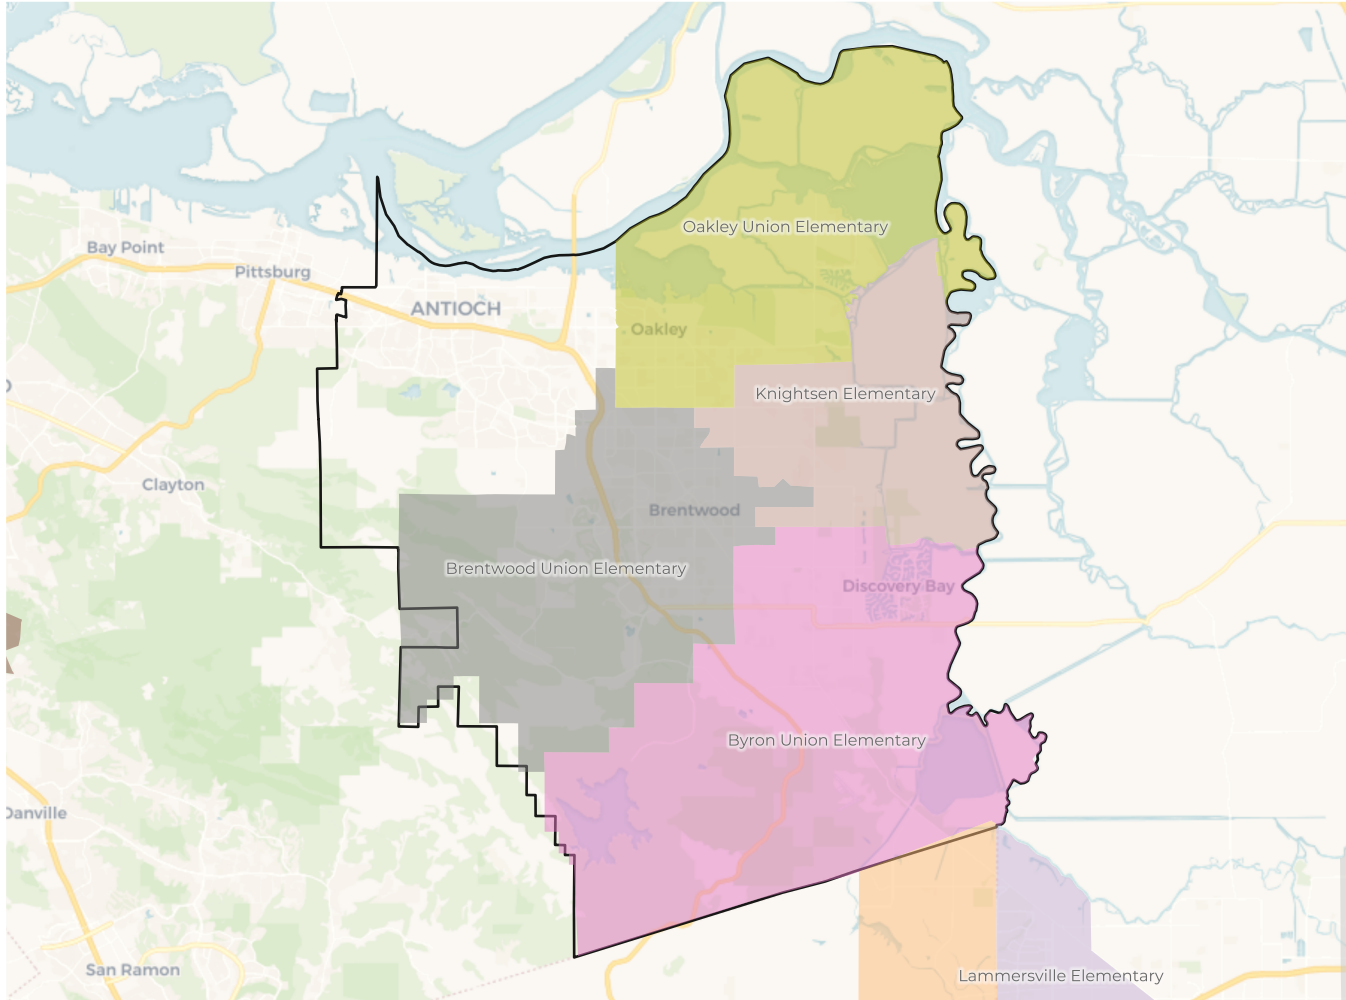 Oakley Union Elementary
Bay Point
Pittsburg
ANTIOCH
Oakley
Knightsen Elementary
Clayton
Brentwood
Brentwood Union Elementary
Discovery Bay
Byron Union Elementary
Danville
San Ramon
Lammersville Elementary